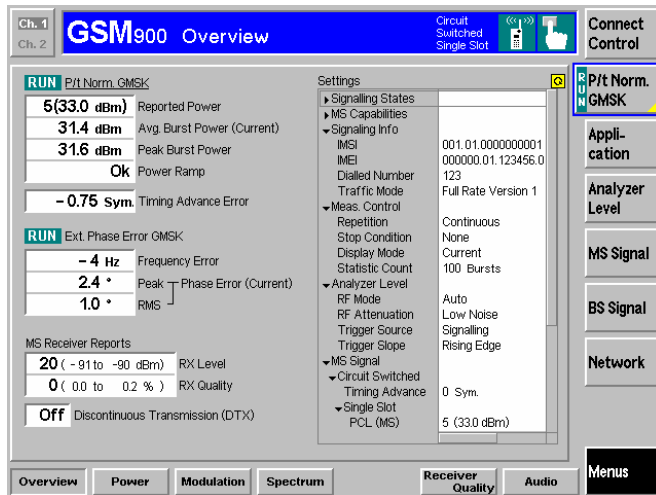 Ch. 1
Ch. 2
GSM900 Overview
Circuit
Switched
Single Slot
Connect
Control
RUN P/t Norm. GMSK
5(33.0 dBm) Reported Power
31.4 dBm Avg. Burst Power (Current)
31.6 dBm Peak Burst Power
Ok Power Ramp
– 0.75 Sym. Timing Advance Error
RUN Ext. Phase Error GMSK
– 4 Hz Frequency Error
2.4 ° Peak Phase Error (Current)
1.0 ° RMS
MS Receiver Reports
20 ( - 91 to -90 dBm) RX Level
0 ( 0.0 to 0.2 % ) RX Quality
Off Discontinuous Transmission (DTX)
Settings
Signalling States
MS Capabilities
Signaling Info
IMSI 001.01.0000000001
IMEI 000000.01.123456.0
Dialled Number 123
Traffic Mode Full Rate Version 1
Meas. Control
Repetition Continuous
Stop Condition None
Display Mode Current
Statistic Count 100 Bursts
Analyzer Level
RF Mode Auto
RF Attenuation Low Noise
Trigger Source Signalling
Trigger Slope Rising Edge
MS Signal
Circuit Switched
Timing Advance 0 Sym.
Single Slot
PCL (MS) 5 (33.0 dBm)
RUN
P/t Norm.
GMSK
Appli-
cation
Analyzer
Level
MS Signal
BS Signal
Network
Menus
Overview
Power
Modulation
Spectrum
Receiver
Quality
Audio